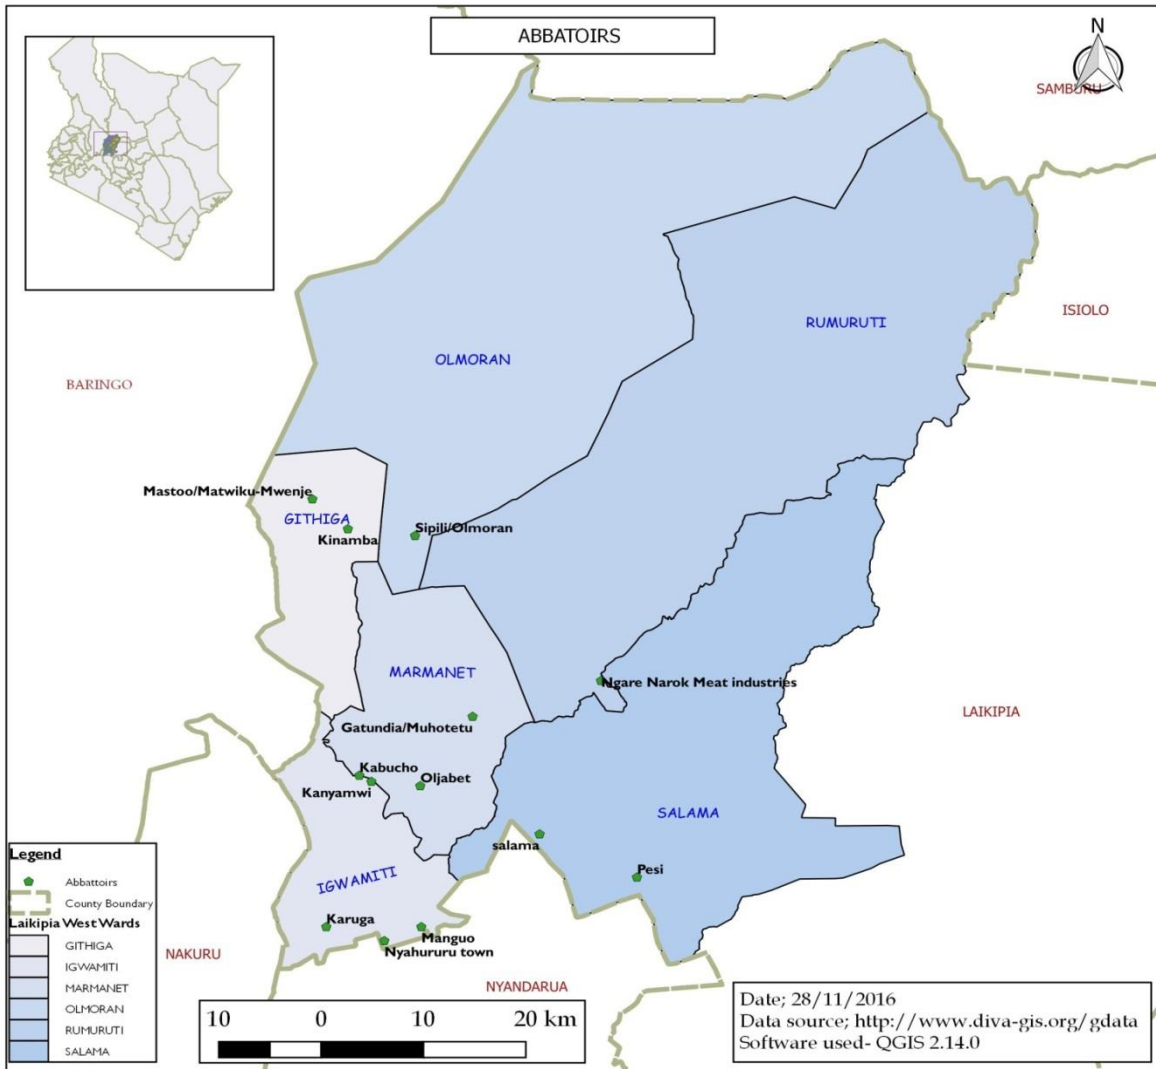 ABBATOIRS
N
SAMBURU
ISIOLO
RUMURUTI
OLMORAN
BARINGO
Mastoo/Matwiku-Mwenje
GITHIGA
Kinamba
Sipili/Olmoran
MARMANET
Ngare Narok Meat industries
LAIKIPIA
Gatundia/Muhotetu
Kabucho
Kanyamwi
Oljabet
SALAMA
salama
Pesi
IGWAMITI
Karuga
Manguo
Nyahururu town
NAKURU
NYANDARUA
Legend
Abbattoirs
County Boundary
Laikipia West Wards
GITHIGA
IGWAMITI
MARMANET
OLMORAN
RUMURUTI
SALAMA
10 0 10 20 km
Date; 28/11/2016
Data source; http://www.diva-gis.org/gdata
Software used- QGIS 2.14.0